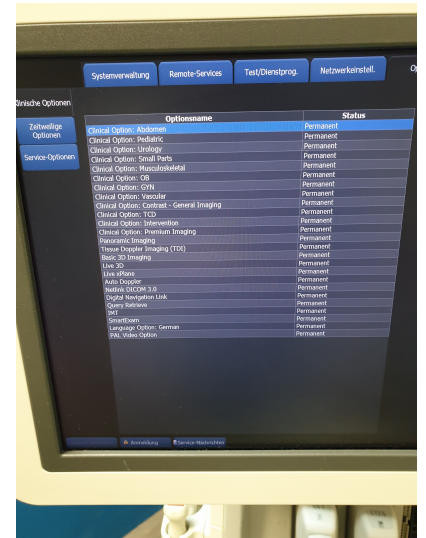 Systemverwaltung Remote-Services Test/Dienstprog. Netzwerkeinstell.
Klinische Optionen
Zeitweilige
Optionen
Service-Optionen
Optionsname Status
Clinical Option: Abdomen Permanent
Clinical Option: Pediatric Permanent
Clinical Option: Urology Permanent
Clinical Option: Small Parts Permanent
Clinical Option: Musculoskeletal Permanent
Clinical Option: OB Permanent
Clinical Option: GYN Permanent
Clinical Option: Vascular Permanent
Clinical Option: Contrast - General Imaging Permanent
Clinical Option: TCD Permanent
Clinical Option: Intervention Permanent
Clinical Option: Premium Imaging Permanent
Panoramic Imaging Permanent
Tissue Doppler Imaging (TDI) Permanent
Basic 3D Imaging Permanent
Live 3D Permanent
Live xPlane Permanent
Auto Doppler Permanent
Netlink DICOM 3.0 Permanent
Digital Navigation Link Permanent
Query Retrieve Permanent
IMT Permanent
SmartExam Permanent
Language Option: German Permanent
PAL Video Option Permanent
Anmeldung Service-Nachrichten